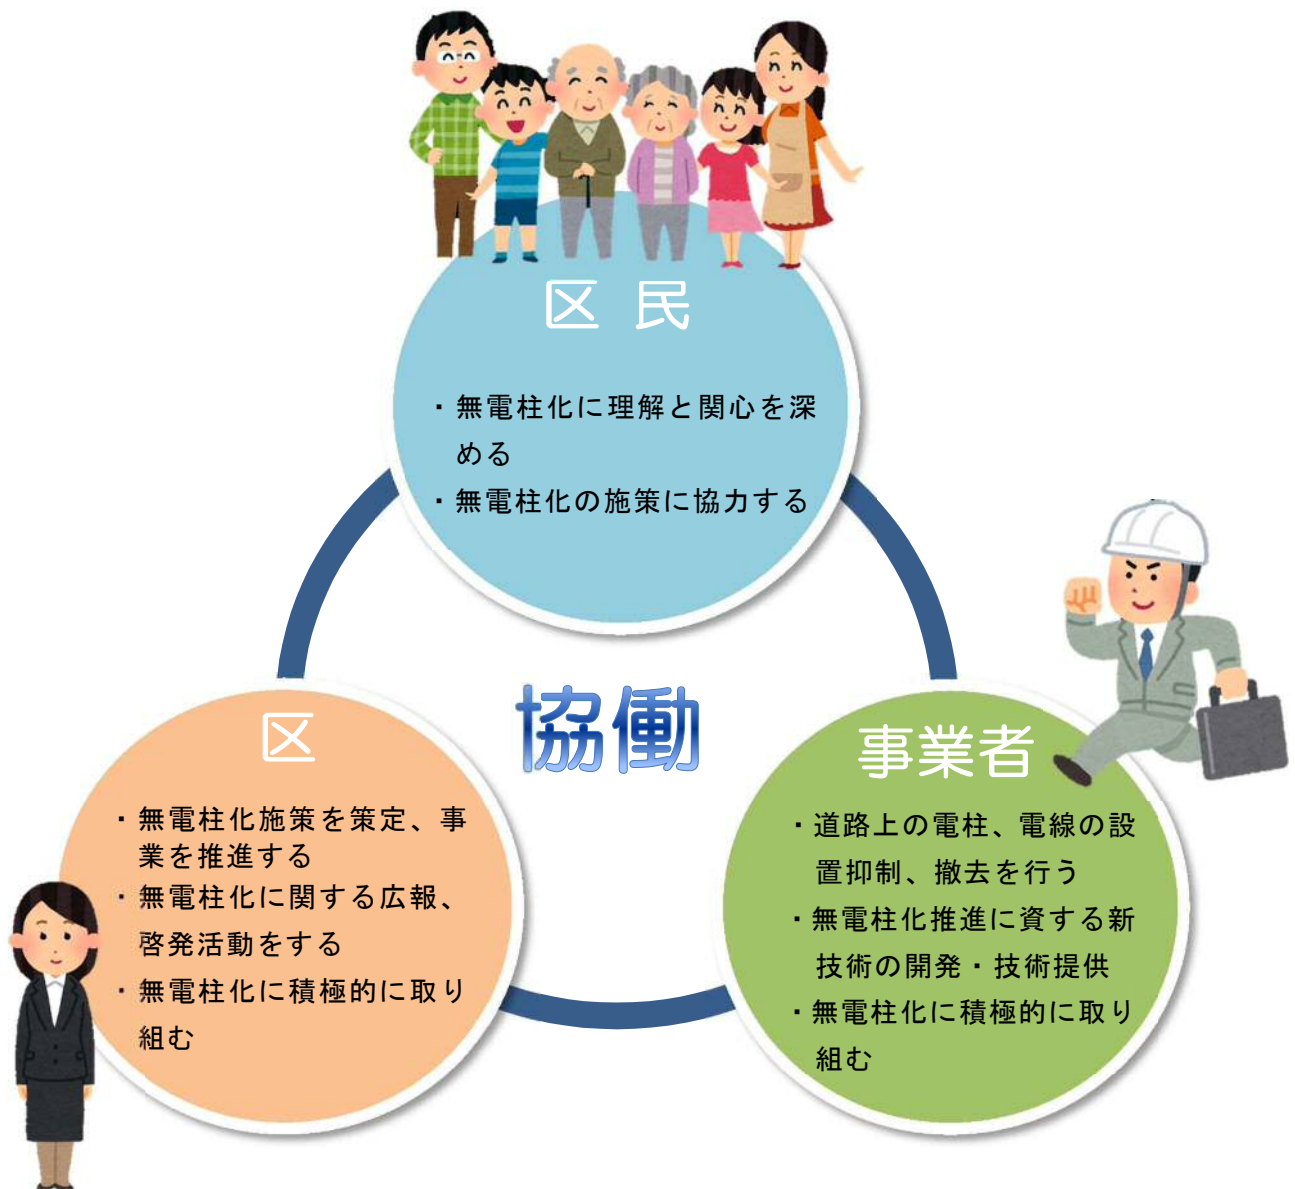 区 民
・無電柱化に理解と関心を深
める
・無電柱化の施策に協力する
協働
区
・無電柱化施策を策定、事
業を推進する
・無電柱化に関する広報、
啓発活動をする
・無電柱化に積極的に取り
組む
事業者
・道路上の電柱、電線の設
置抑制、撤去を行う
・無電柱化推進に資する新
技術の開発・技術提供
・無電柱化に積極的に取り
組む